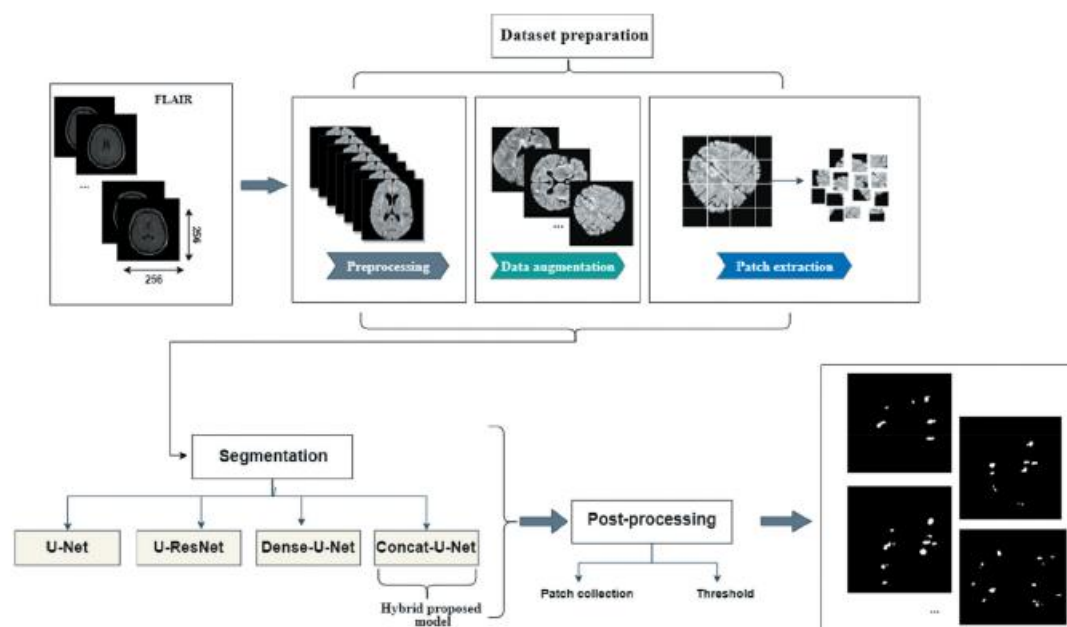 Dataset preparation
FLAIR
...
256
256
Preprocessing
...
Data augmentation
Patch extraction
Segmentation
U-Net
U-ResNet
Dense-U-Net
Concat-U-Net
Hybrid proposed
model
Post-processing
Patch collection
Threshold
...